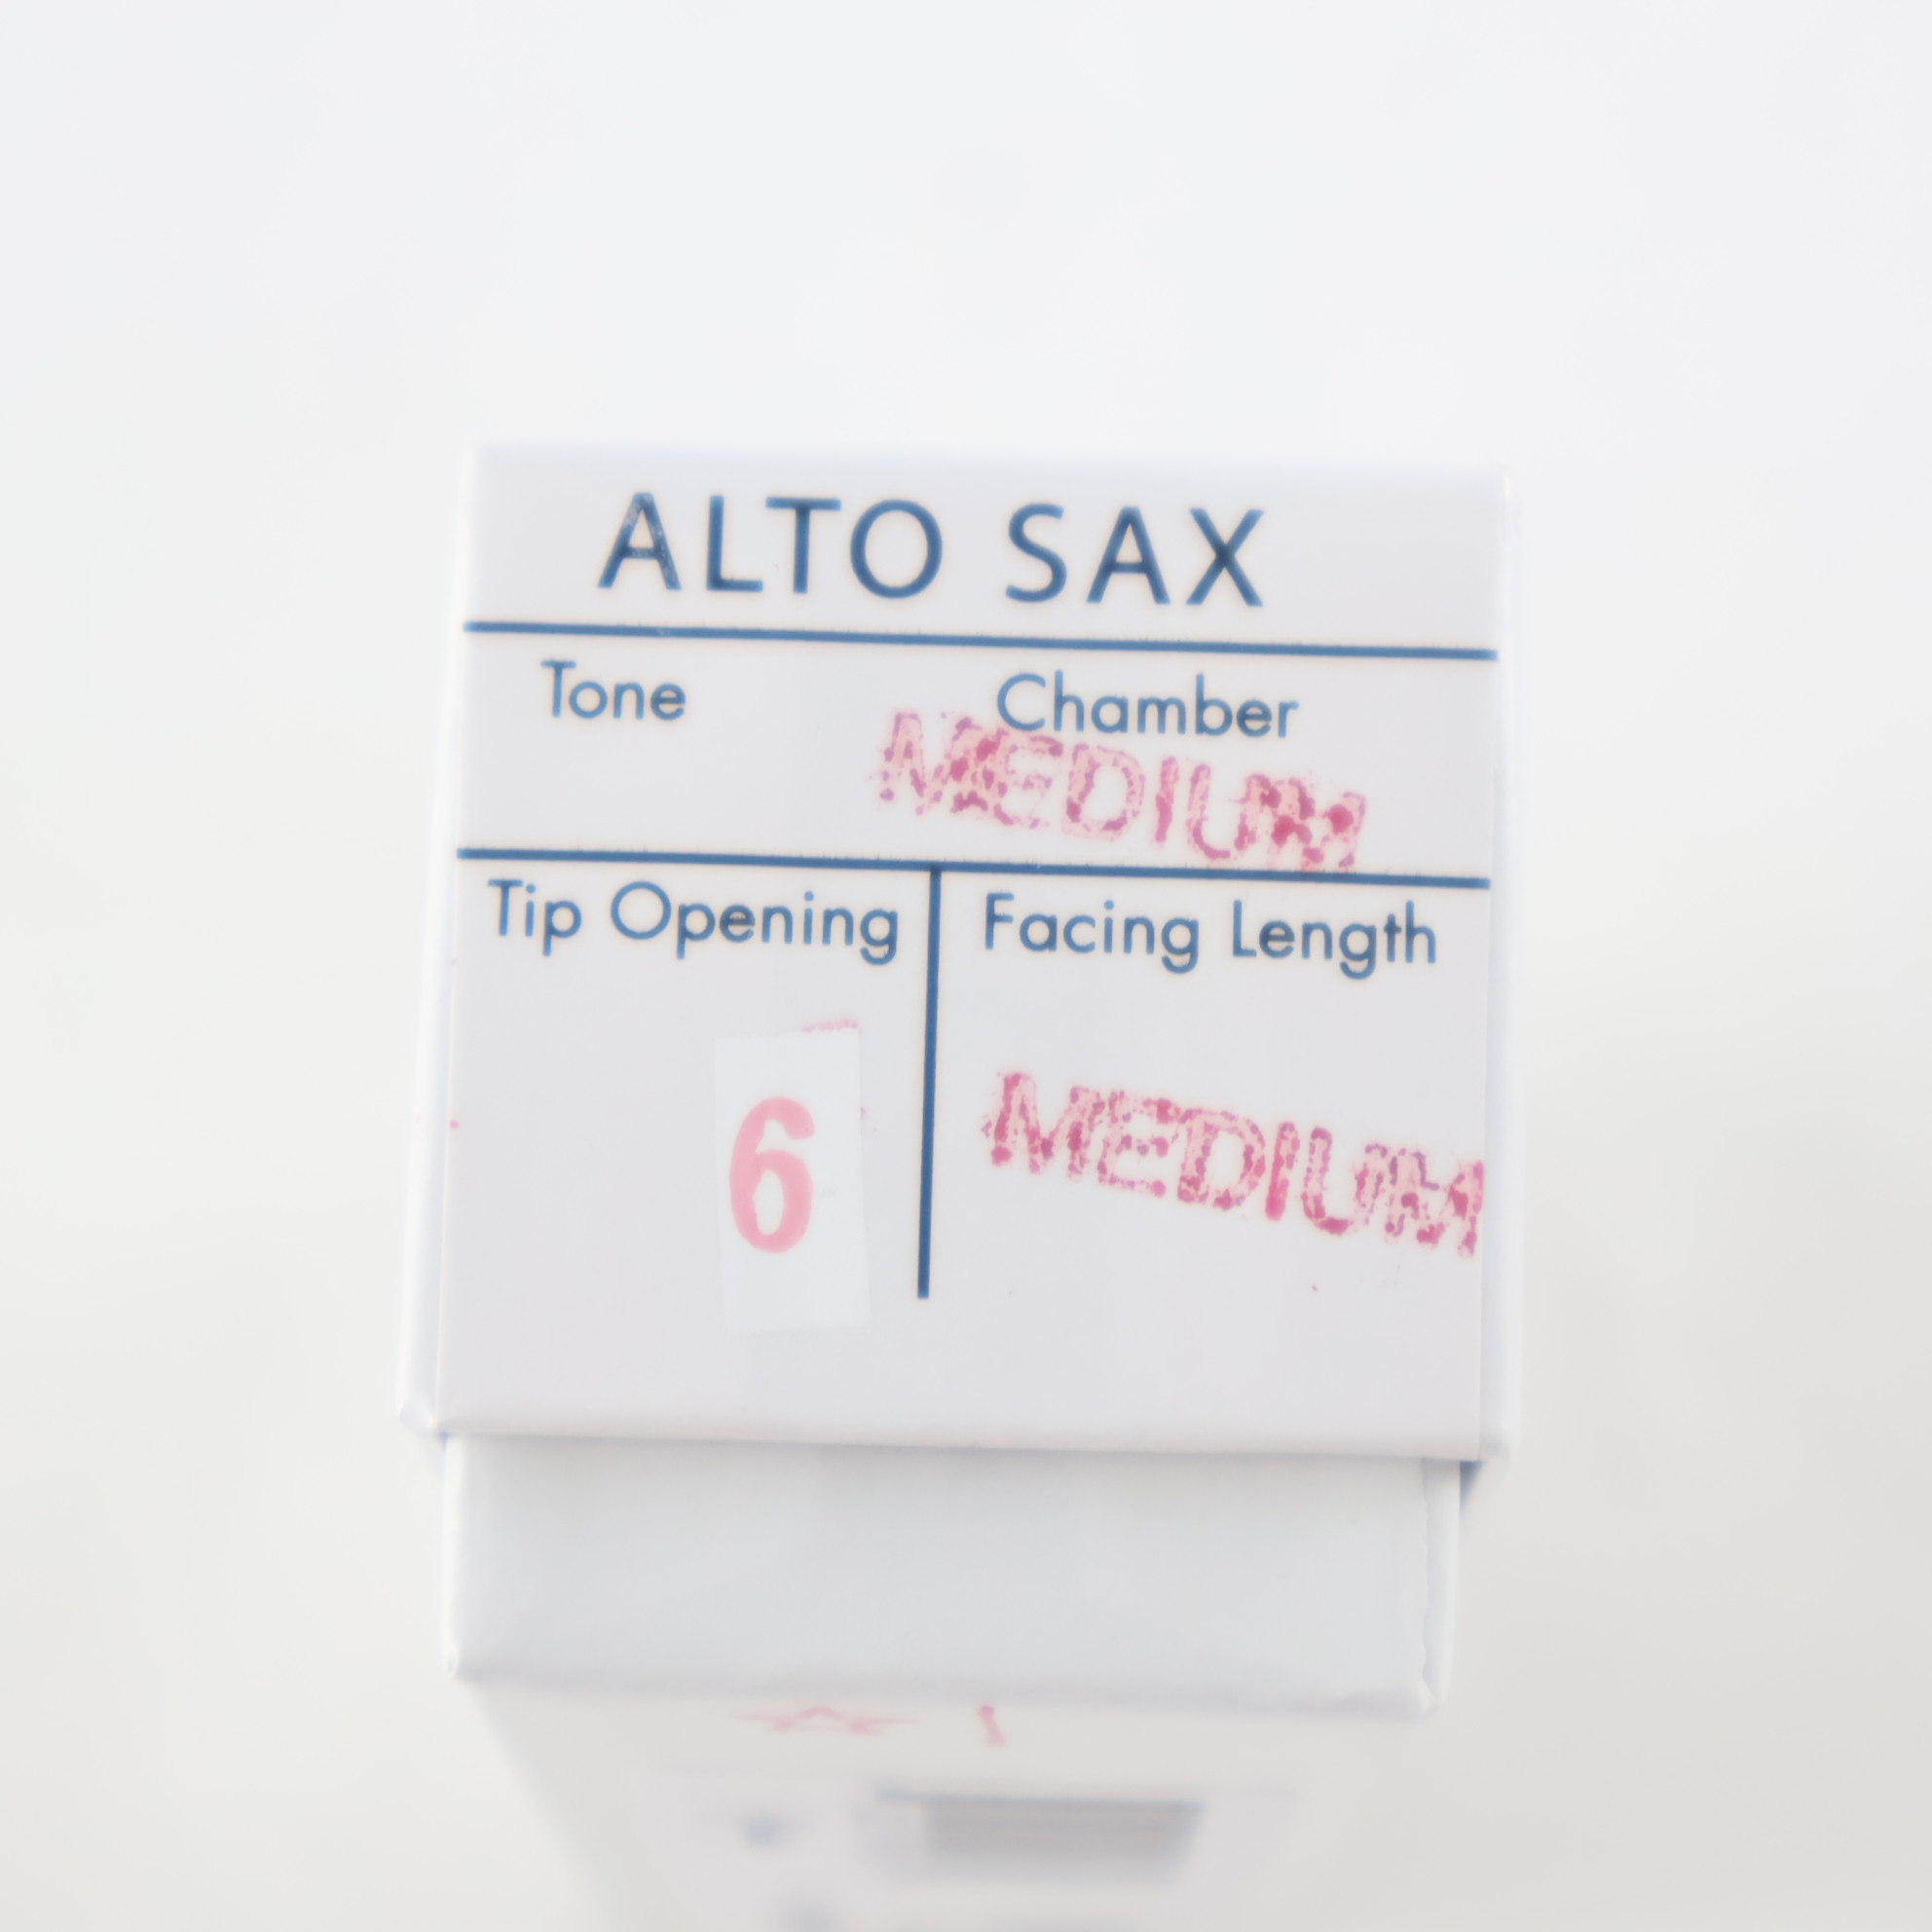 ALTO SAX
Tone Chamber
MEDIUM
Tip Opening Facing Length
6 MEDIUM